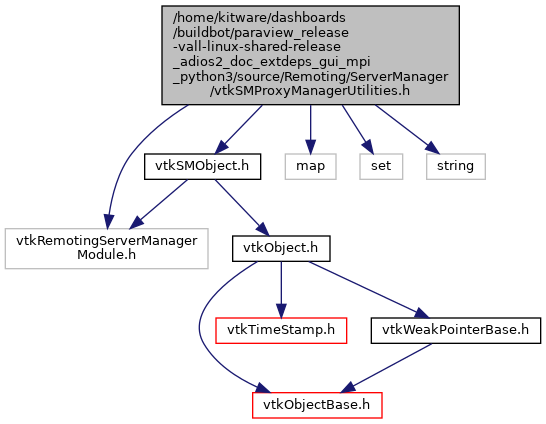 /home/kitware/dashboards
/buildbot/paraview_release
-vall-linux-shared-release
_adios2_doc_extdeps_gui_mpi
_python3/source/Remoting/ServerManager
/vtkSMProxyManagerUtilities.h
vtkSMObject.h
map
set
string
vtkRemotingServerManager
Module.h
vtkObject.h
vtkTimeStamp.h
vtkWeakPointerBase.h
vtkObjectBase.h